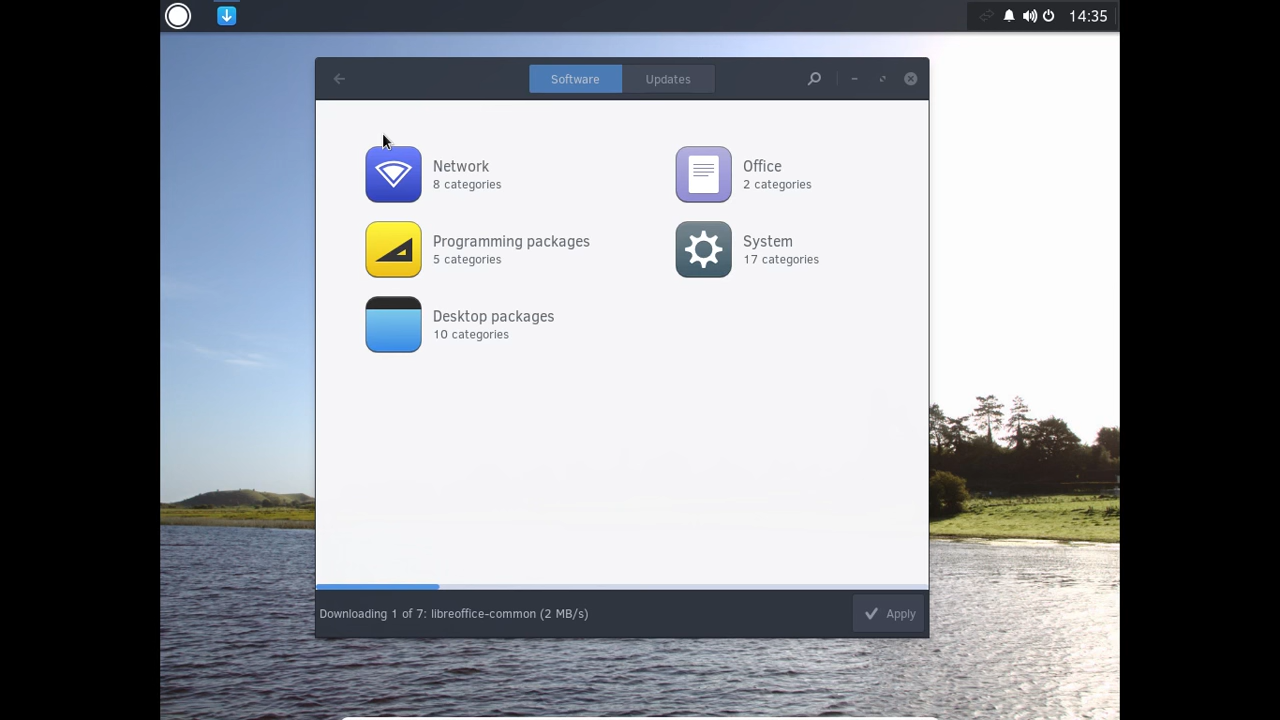 14:35
Software
Updates
Network
8 categories
Office
2 categories
Programming packages
5 categories
System
17 categories
Desktop packages
10 categories
Downloading 1 of 7: libreoffice-common (2 MB/s)
Apply